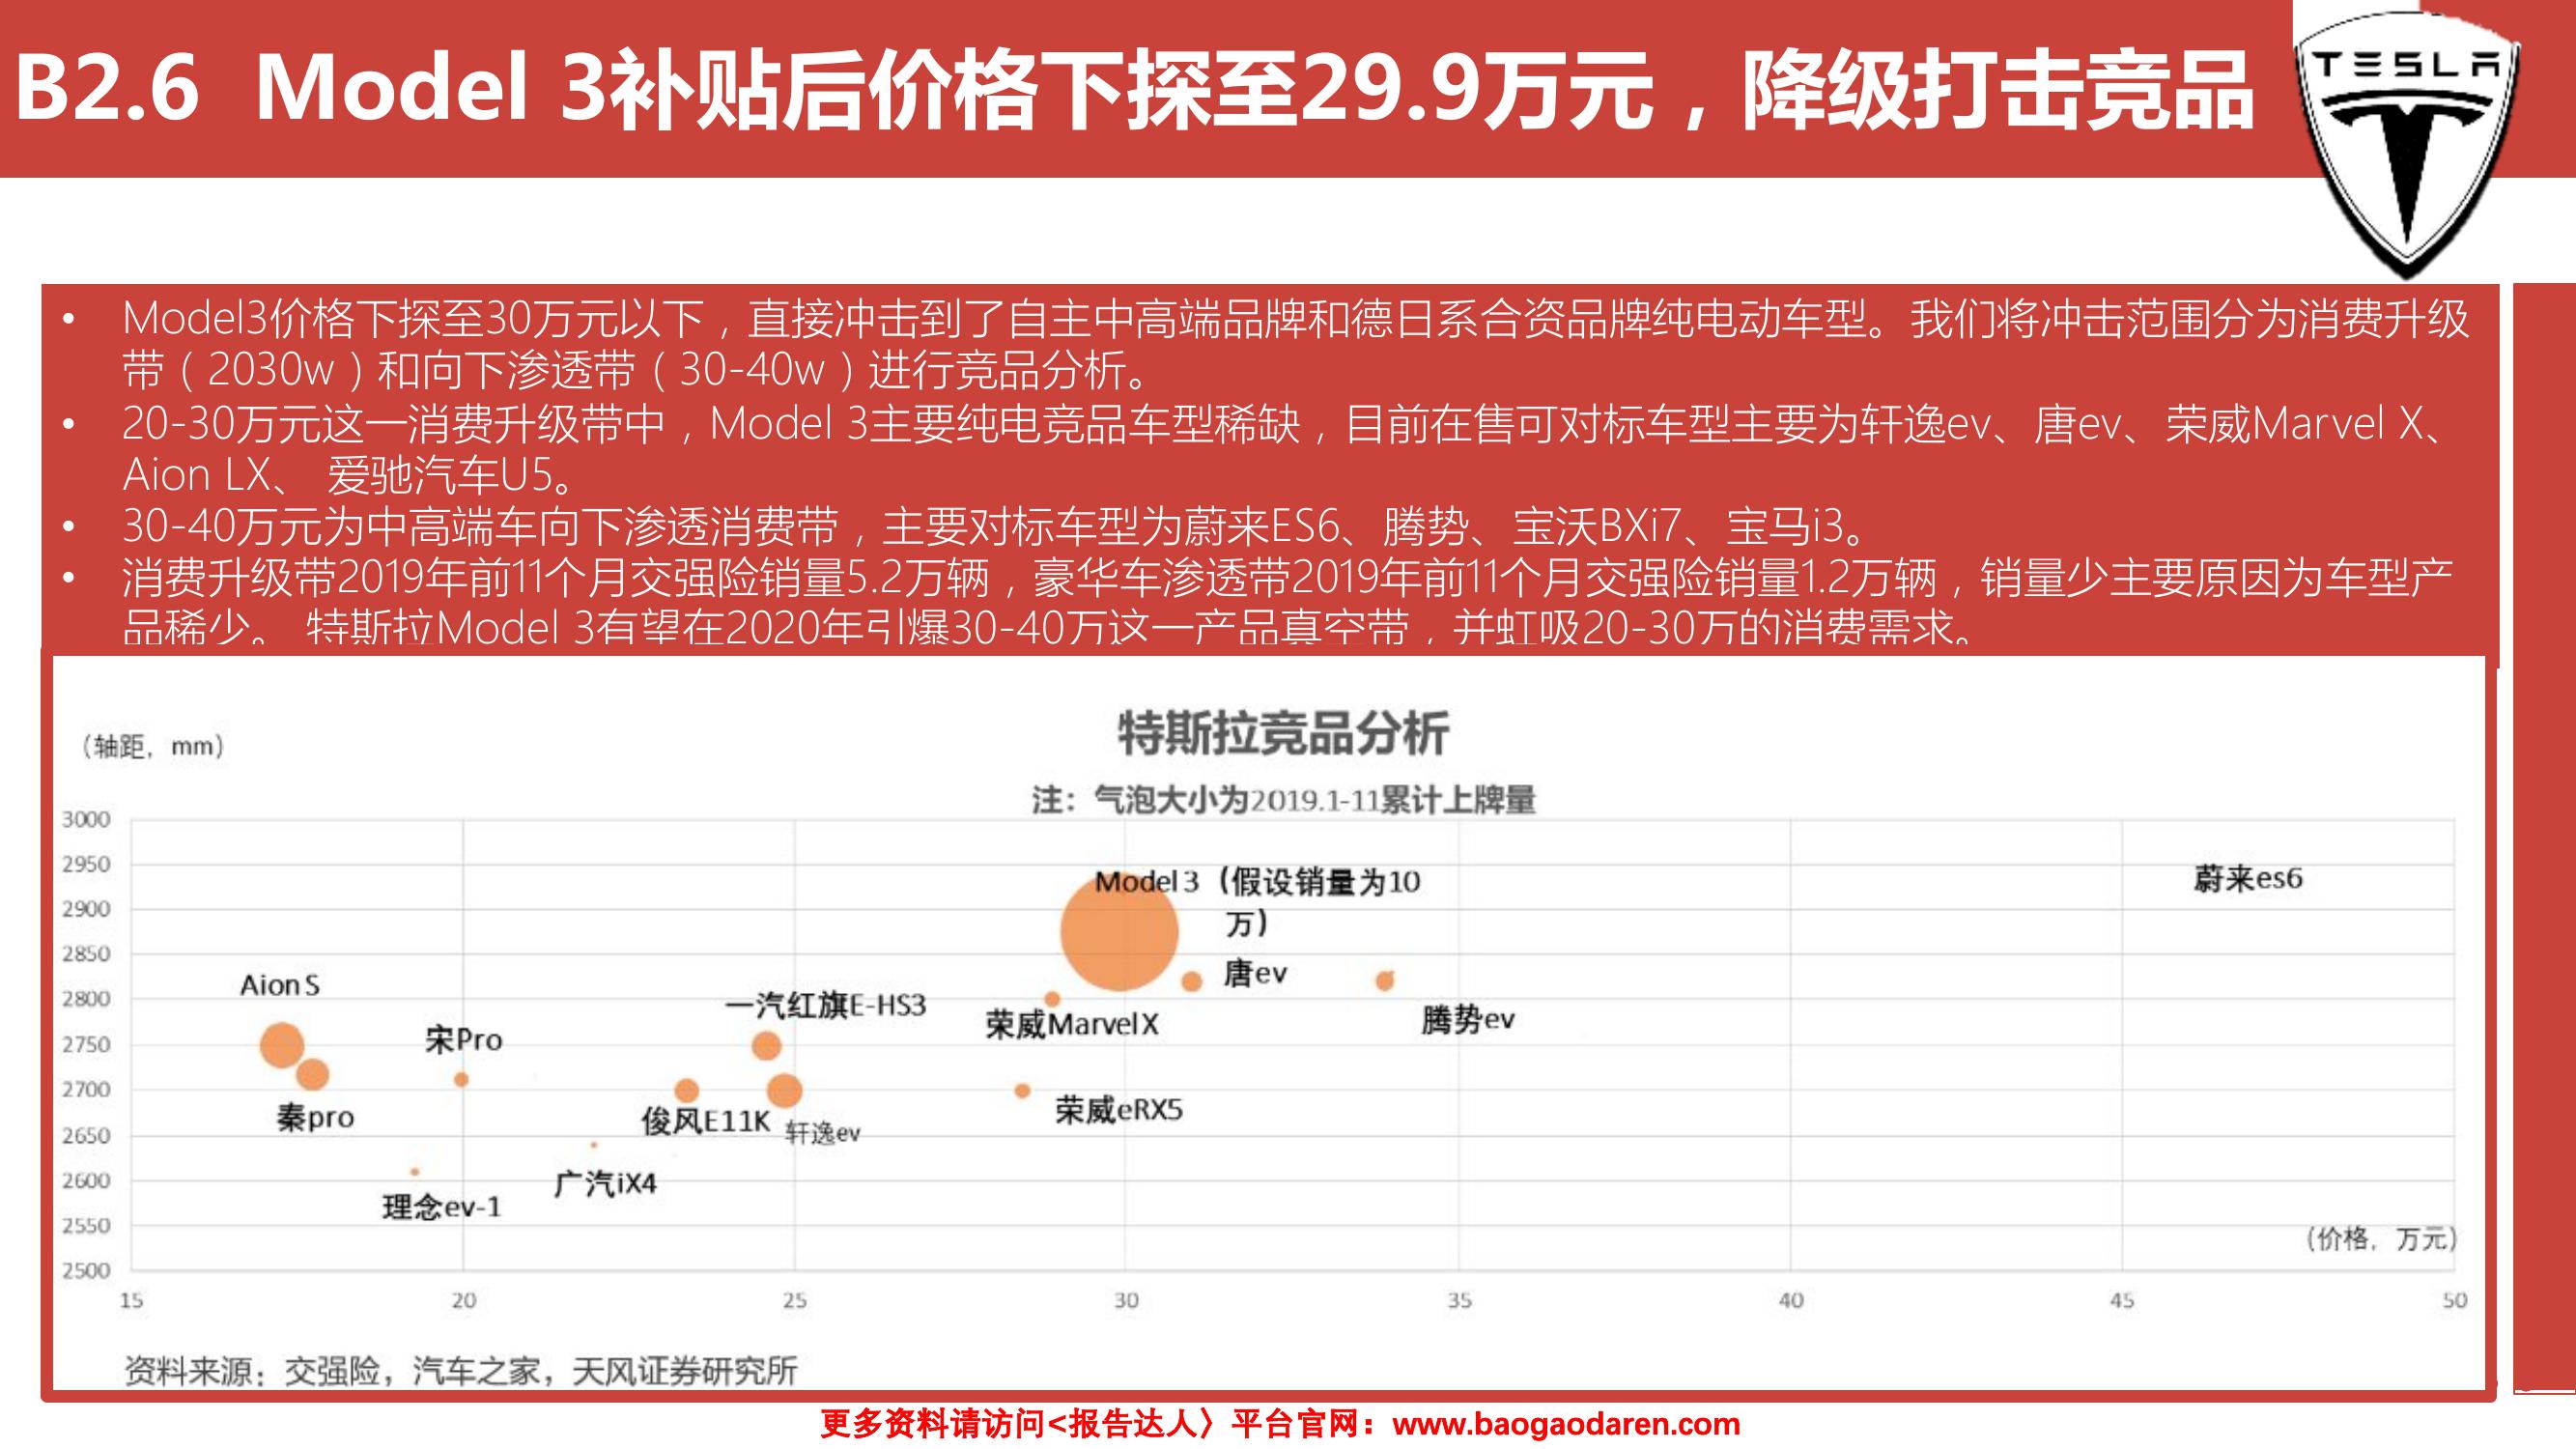 B2.6 Model 3补贴后价格下探至29.9万元，降级打击竞品
TESLA
• Model3价格下探至30万元以下，直接冲击到了自主中高端品牌和德日系合资品牌纯电动车型。我们将冲击范围分为消费升级
带（2030w）和向下渗透带（30-40w）进行竞品分析。
• 20-30万元这一消费升级带中，Model 3主要纯电竞品车型稀缺，目前在售可对标车型主要为轩逸ev、唐ev、荣威Marvel X、
Aion LX、 爱驰汽车U5。
• 30-40万元为中高端车向下渗透消费带，主要对标车型为蔚来ES6、腾势、宝沃BXi7、宝马i3。
• 消费升级带2019年前11个月交强险销量5.2万辆，豪华车渗透带2019年前11个月交强险销量1.2万辆，销量少主要原因为车型产
品稀少。 特斯拉Model 3有望在2020年引爆30-40万这一产品真空带，并虹吸20-30万的消费需求。
特斯拉竞品分析
（轴距，mm）
注：气泡大小为2019.1-11累计上牌量
3000
2950
2900
2850
2800
2750
2700
2650
2600
2550
2500
Model 3（假设销量为10
万）
蔚来es6
唐ev
Aion S
一汽红旗E-HS3
荣威Marvel X
腾势ev
宋Pro
秦pro
俊风E11K
轩逸ev
荣威eRX5
广汽iX4
理念ev-1
（价格，万元）
15 20 25 30 35 40 45 50
资料来源：交强险，汽车之家，天风证券研究所
更多资料请访问<报告达人〉平台官网：www.baogaodaren.com